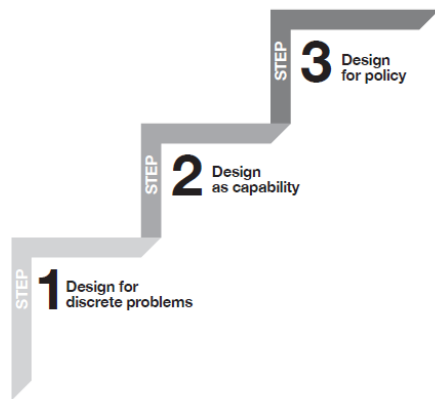 STEP
3 Design
for policy
STEP
2 Design
as capability
STEP
1 Design for
discrete problems